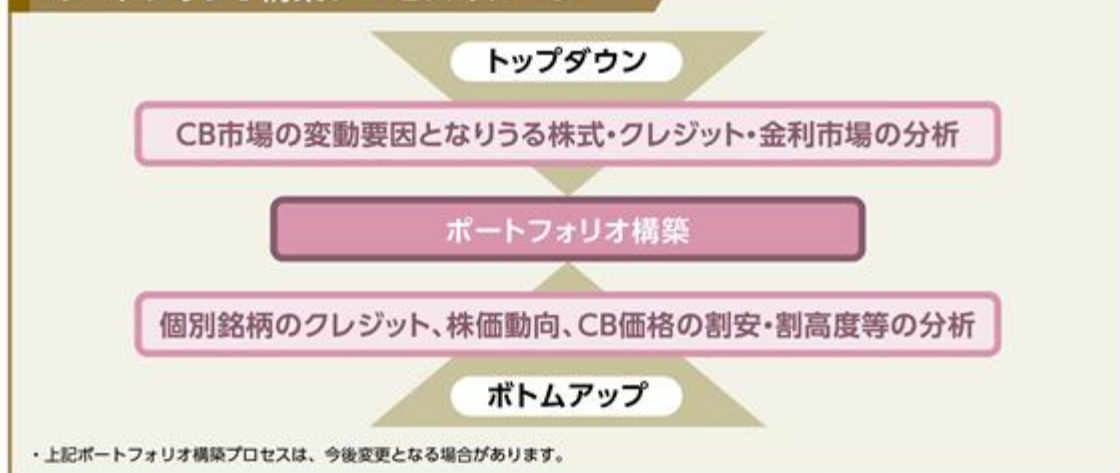 トップダウン
CB市場の変動要因となりうる株式・クレジット・金利市場の分析
ポートフォリオ構築
個別銘柄のクレジット、株価動向、CB価格の割安・割高度等の分析
ボトムアップ
・上記ポートフォリオ構築プロセスは、今後変更となる場合があります。